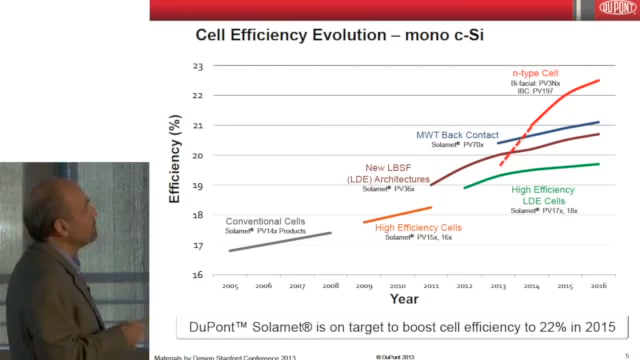 DUPONT
Cell Efficiency Evolution – mono c-Si
Efficiency (%)
23
22
21
20
19
18
17
16
n-type Cell
Bi-facial: PV3Nx
IBC: PV197
MWT Back Contact
Solamet® PV70x
New LBSF
(LDE) Architectures
Solamet® PV36x
High Efficiency
LDE Cells
Solamet® PV17x, 18x
Conventional Cells
Solamet® PV14x Products
High Efficiency Cells
Solamet® PV15x, 16x
2005 2006 2007 2008 2009 2010 2011 2012 2013 2014 2015 2016
Year
DuPont™ Solamet® is on target to boost cell efficiency to 22% in 2015
Materials by Design Stanford Conference 2013
© DuPont 2013
5